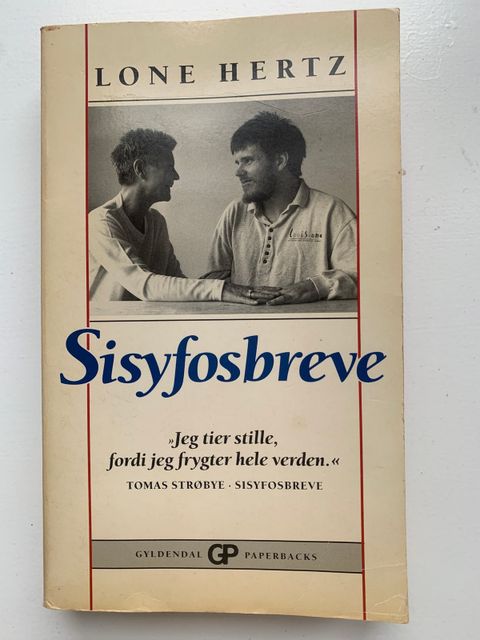 LONE HERTZ
Sisyfosbreve
»Jeg tier stille,
fordi jeg frygter hele verden.«
TOMAS STRØBYE · SISYFOSBREVE
GYLDENDAL GP PAPERBACKS